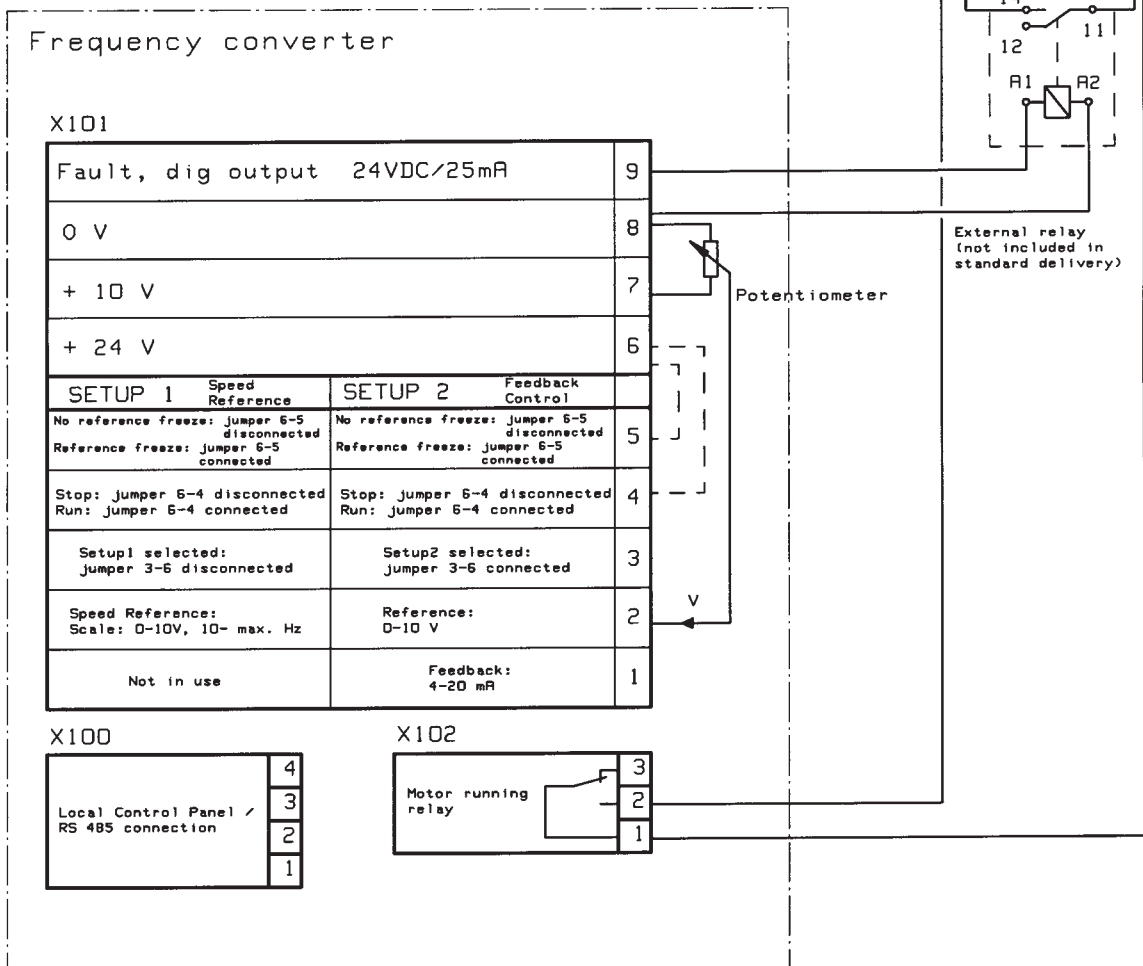 Frequency converter
12
11
A1
A2
X101
Fault, dig output 24VDC/25mA
9
0 V
8
+ 10 V
7
+ 24 V
6
External relay
(not included in
standard delivery)
Potentiometer
SETUP 1
Speed
Reference
SETUP 2
Feedback
Control
No reference freeze: jumper 6-5
disconnected
Reference freeze: jumper 6-5
connected
No reference freeze: jumper 6-5
disconnected
Reference freeze: jumper 6-5
connected
5
Stop: jumper 6-4 disconnected
Run: jumper 6-4 connected
Stop: jumper 6-4 disconnected
Run: jumper 6-4 connected
4
Setup1 selected:
jumper 3-6 disconnected
Setup2 selected:
jumper 3-6 connected
3
Speed Reference:
Scale: 0-10V, 10- max. Hz
Reference:
0-10 V
2
V
Not in use
Feedback:
4-20 mA
1
X100
Local Control Panel /
RS 485 connection
4
3
2
1
X102
Motor running
relay
3
2
1